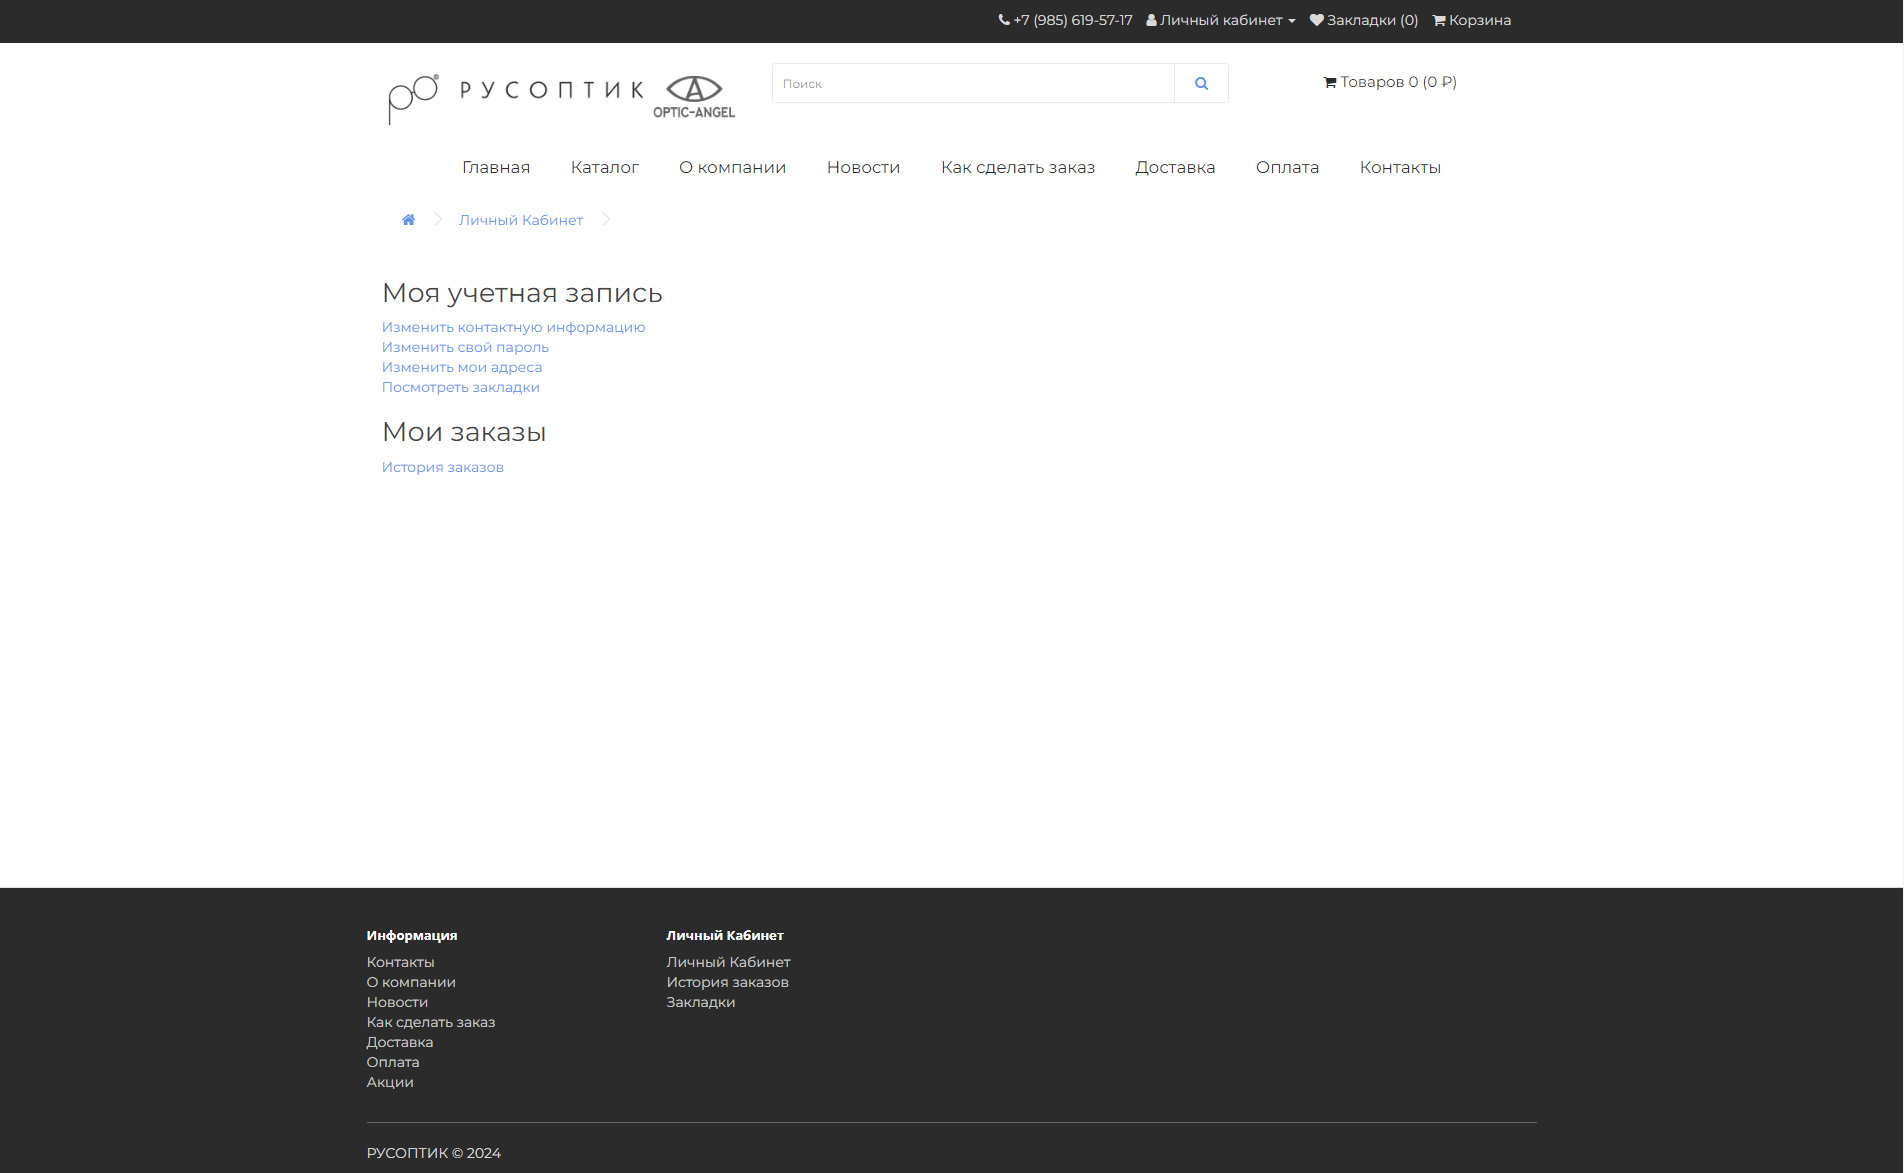 +7 (985) 619-57-17 Личный кабинет Закладки (0) Корзина
РУСОПТИК
OPTIC-ANGEL
Поиск
Товаров 0 (0 ₽)
Главная Каталог О компании Новости Как сделать заказ Доставка Оплата Контакты
Личный Кабинет
Моя учетная запись
Изменить контактную информацию
Изменить свой пароль
Изменить мои адреса
Посмотреть закладки
Мои заказы
История заказов
Информация
Контакты
О компании
Новости
Как сделать заказ
Доставка
Оплата
Акции
Личный Кабинет
Личный Кабинет
История заказов
Закладки
РУСОПТИК © 2024